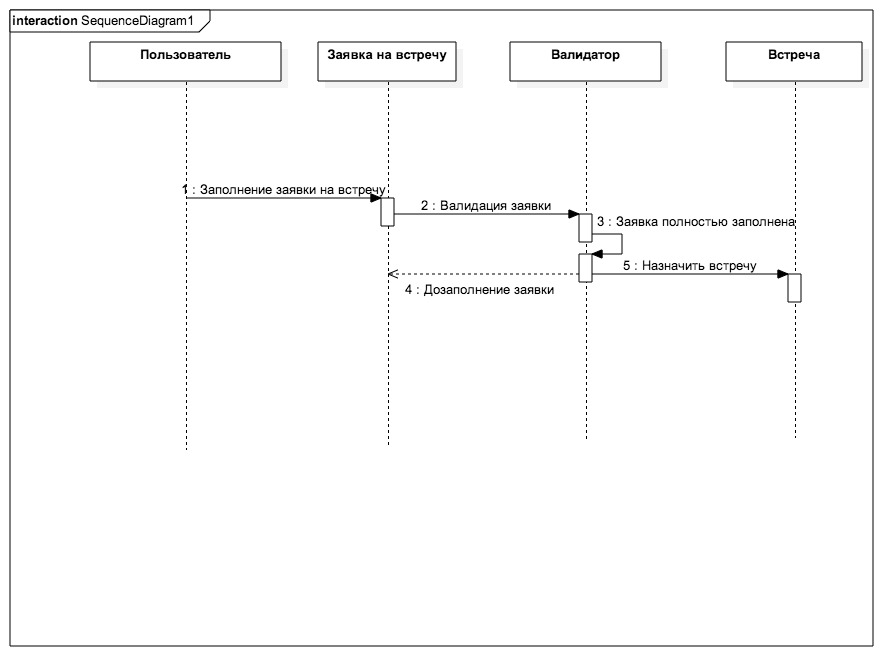 interaction SequenceDiagram1
Пользователь
Заявка на встречу
Валидатор
Встреча
1 : Заполнение заявки на встречу
2 : Валидация заявки
3 : Заявка полностью заполнена
5 : Назначить встречу
4 : Дозаполнение заявки